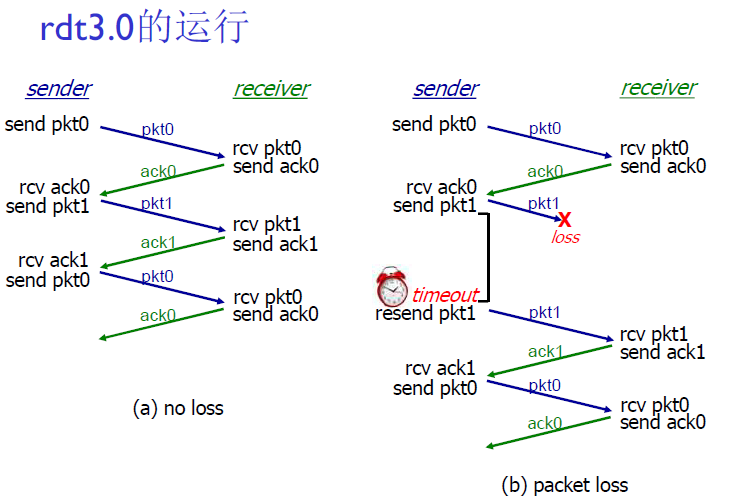 rdt3.0的运行
sender
receiver
send pkt0
pkt0
rcv pkt0
send ack0
ack0
rcv ack0
send pkt1
pkt1
rcv pkt1
send ack1
ack1
rcv ack1
send pkt0
pkt0
rcv pkt0
send ack0
ack0
(a) no loss
sender
receiver
send pkt0
pkt0
rcv pkt0
send ack0
ack0
rcv ack0
send pkt1
pkt1
X
loss
timeout
resend pkt1
pkt1
rcv pkt1
send ack1
ack1
rcv ack1
send pkt0
pkt0
rcv pkt0
send ack0
ack0
(b) packet loss